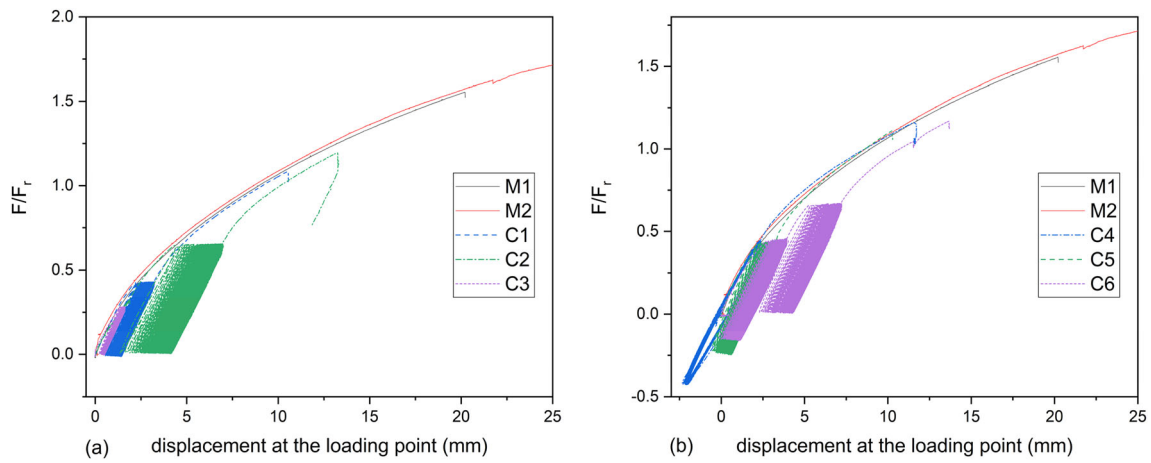 2.0
1.5
1.0
0.5
0.0
F/Fr
0 5 10 15 20 25
(a) displacement at the loading point (mm)
M1
M2
C1
C2
C3
1.5
1.0
0.5
0.0
-0.5
F/Fr
0 5 10 15 20 25
(b) displacement at the loading point (mm)
M1
M2
C4
C5
C6